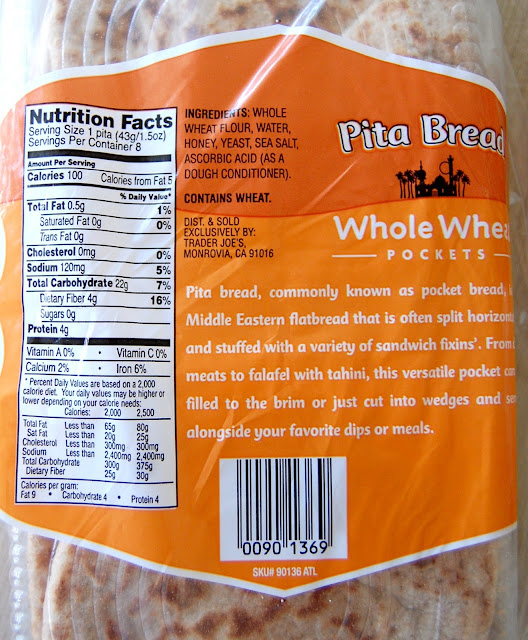 Nutrition Facts
Serving Size 1 pita (43g/1.5oz)
Servings Per Container 8
Amount Per Serving
Calories 100 Calories from Fat 5
% Daily Value*
Total Fat 0.5g 1%
Saturated Fat 0g 0%
Trans Fat 0g
Cholesterol 0mg 0%
Sodium 120mg 5%
Total Carbohydrate 22g 7%
Dietary Fiber 4g 16%
Sugars 0g
Protein 4g
Vitamin A 0% • Vitamin C 0%
Calcium 2% • Iron 6%
* Percent Daily Values are based on a 2,000
calorie diet. Your daily values may be higher or
lower depending on your calorie needs:
Calories: 2,000 2,500
Total Fat Less than 65g 80g
Sat Fat Less than 20g 25g
Cholesterol Less than 300mg 300mg
Sodium Less than 2,400mg 2,400mg
Total Carbohydrate 300g 375g
Dietary Fiber 25g 30g
Calories per gram:
Fat 9 • Carbohydrate 4 • Protein 4
INGREDIENTS: WHOLE
WHEAT FLOUR, WATER,
HONEY, YEAST, SEA SALT,
ASCORBIC ACID (AS A
DOUGH CONDITIONER).
CONTAINS WHEAT.
DIST. & SOLD
EXCLUSIVELY BY:
TRADER JOE'S,
MONROVIA, CA 91016
Pita Bread
Whole Whea
POCKETS
Pita bread, commonly known as pocket bread, i
Middle Eastern flatbread that is often split horizont
and stuffed with a variety of sandwich fixins'. From
meats to falafel with tahini, this versatile pocket can
filled to the brim or just cut into wedges and se
alongside your favorite dips or meals.
0090 1369
SKU# 90136 ATL